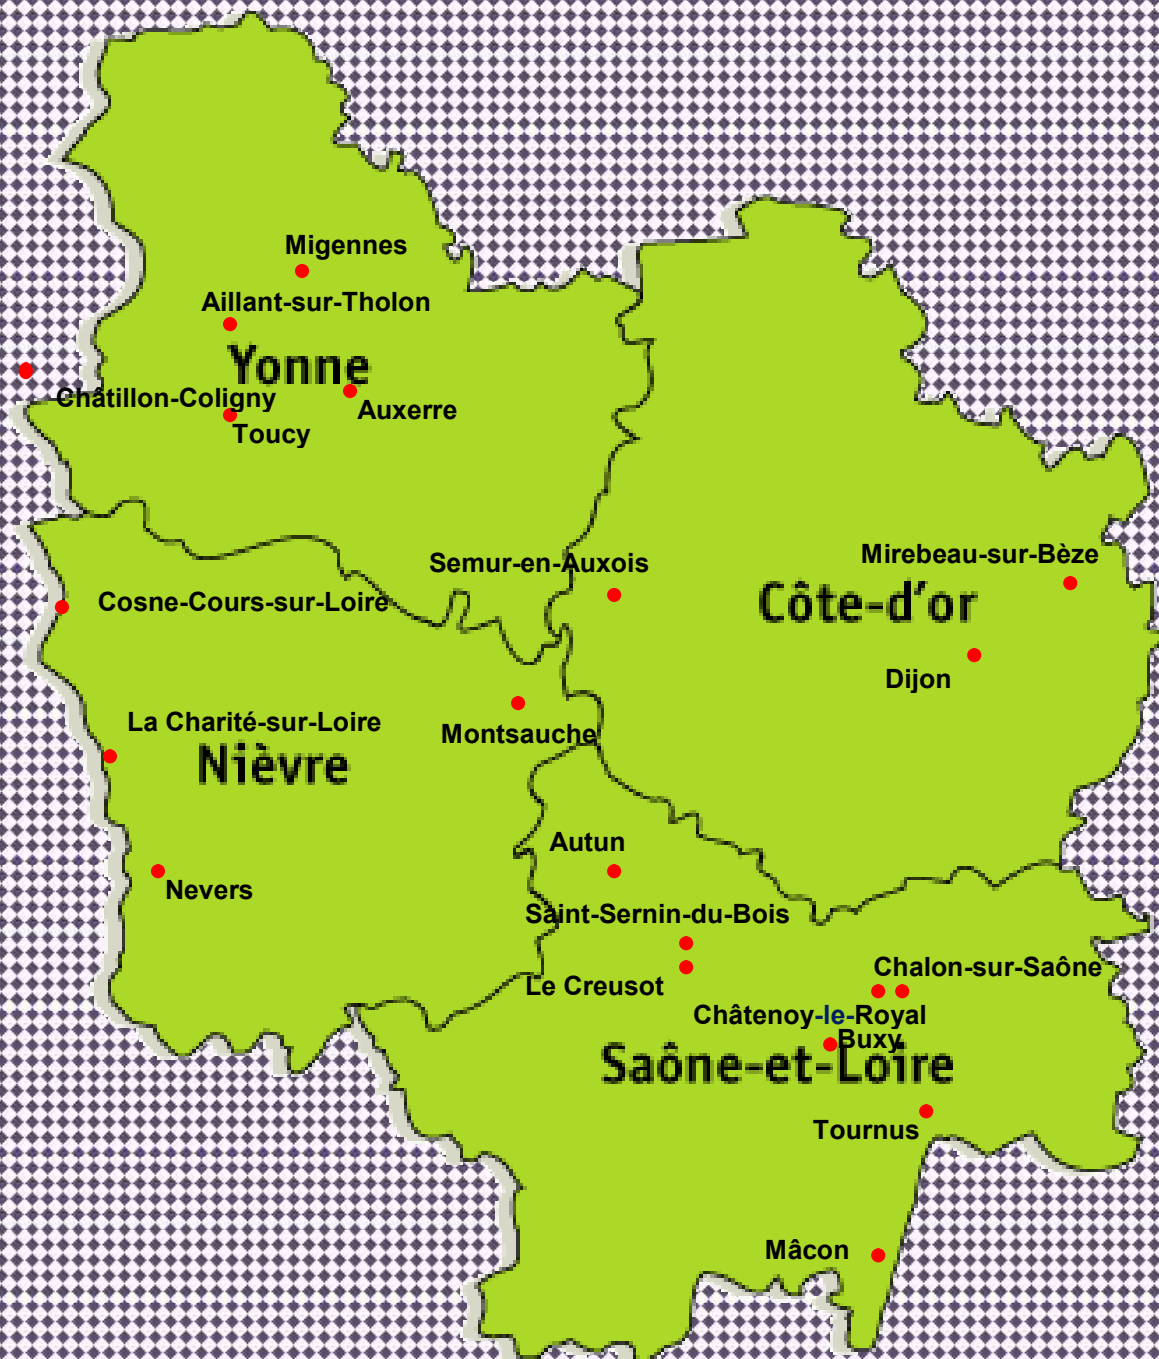 Migennes
Aillant-sur-Tholon
Yonne
Châtillon-Coligny
Auxerre
Toucy
Semur-en-Auxois
Mirebeau-sur-Bèze
Côte-d'or
Cosne-Cours-sur-Loire
Dijon
La Charité-sur-Loire
Montsauche
Nièvre
Autun
Nevers
Saint-Sernin-du-Bois
Chalon-sur-Saône
Le Creusot
Châtenoy-le-Royal
Buxy
Saône-et-Loire
Tournus
Mâcon